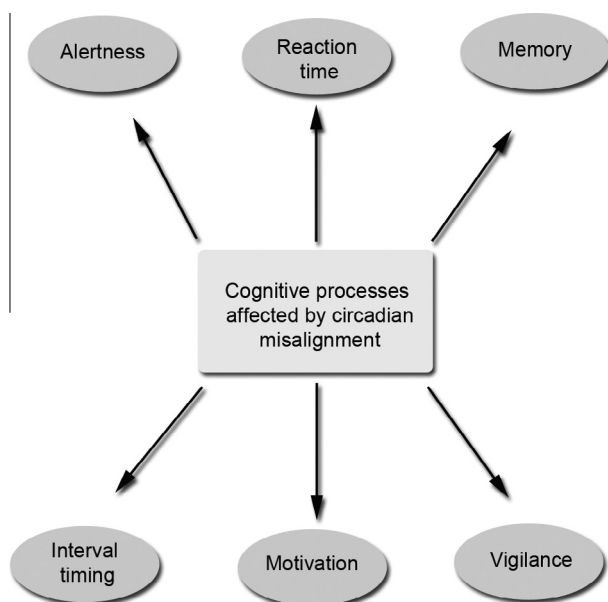 Alertness
Reaction
time
Memory
Cognitive processes
affected by circadian
misalignment
Interval
timing
Motivation
Vigilance